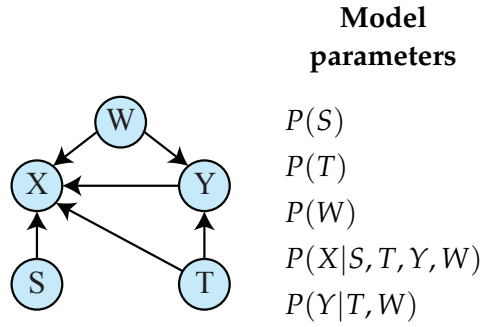 Model
parameters
W
X
Y
S
T
P(S)
P(T)
P(W)
P(X|S, T, Y, W)
P(Y|T, W)